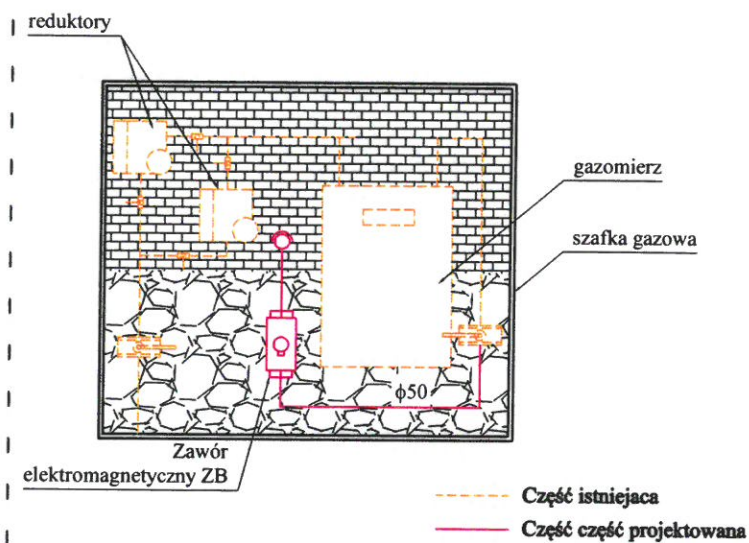 reduktory
gazomierz
szafka gazowa
ϕ50
Zawór
elektromagnetyczny ZB
Część istniejaca
Część część projektowana